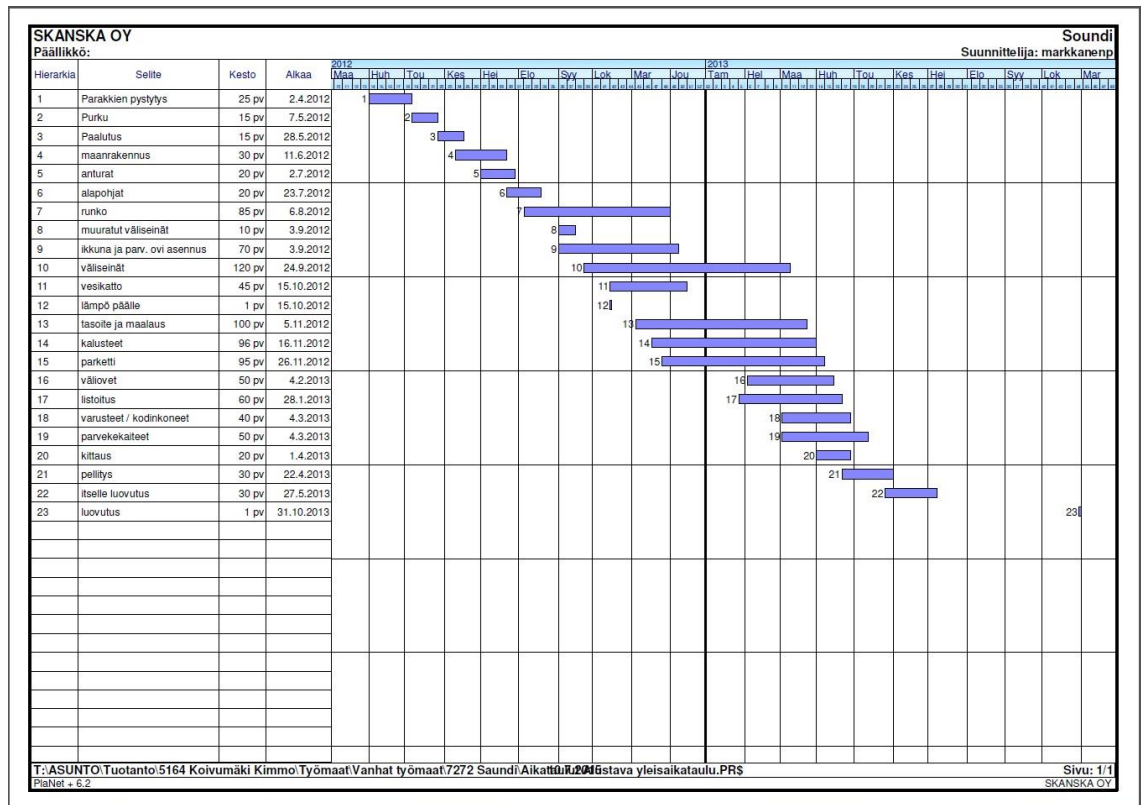 SKANSKA OY Soundi
Päällikkö: Suunnittelija: markkanenp
2012 2013
Hierarkia Selite Kesto Alkaa Maa Huh Tou Kes Hei Elo Syy Lok Mar Jou Tam Hel Maa Huh Tou Kes Hei Elo Syy Lok Mar
1 Parakkien pystytys 25 pv 2.4.2012 1
2 Purku 15 pv 7.5.2012 2
3 Paalutus 15 pv 28.5.2012 3
4 maanrakennus 30 pv 11.6.2012 4
5 anturat 20 pv 2.7.2012 5
6 alapohjat 20 pv 23.7.2012 6
7 runko 85 pv 6.8.2012 7
8 muuratut väliseinät 10 pv 3.9.2012 8
9 ikkuna ja parv. ovi asennus 70 pv 3.9.2012 9
10 väliseinät 120 pv 24.9.2012 10
11 vesikatto 45 pv 15.10.2012 11
12 lämpö päälle 1 pv 15.10.2012 12
13 tasoite ja maalaus 100 pv 5.11.2012 13
14 kalusteet 96 pv 16.11.2012 14
15 parketti 95 pv 26.11.2012 15
16 väliovet 50 pv 4.2.2013 16
17 listoitus 60 pv 28.1.2013 17
18 varusteet / kodinkoneet 40 pv 4.3.2013 18
19 parvekekaiteet 50 pv 4.3.2013 19
20 kittaus 20 pv 1.4.2013 20
21 pellitys 30 pv 22.4.2013 21
22 itselle luovutus 30 pv 27.5.2013 22
23 luovutus 1 pv 31.10.2013 23
T:\ASUNTO\Tuotanto\5164 Koivumäki Kimmo\Työmaat\Vanhat työmaat\7272 Saundi\Aikataulut\Alustava yleisaikataulu.PR$ Sivu: 1/1
PlaNet + 6.2 SKANSKA OY